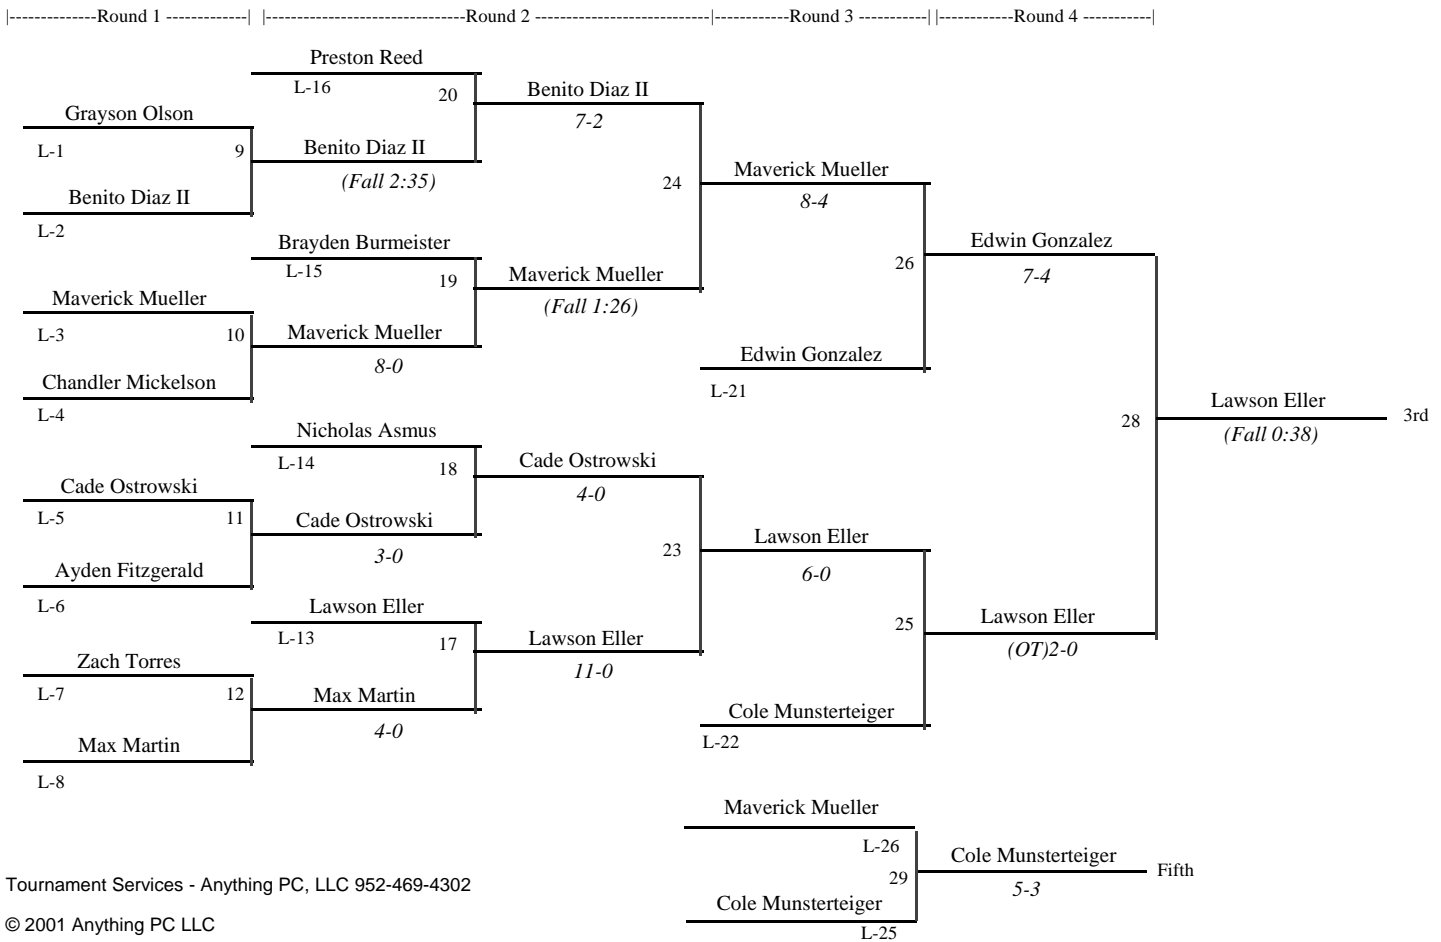 |--------------Round 1 -------------| |--------------------------------Round 2 ----------------------------|------------Round 3 -----------| |------------Round 4 -----------|
Preston Reed
L-16
20
Benito Diaz II
7-2
Grayson Olson
L-1
9
Benito Diaz II
(Fall 2:35)
Benito Diaz II
L-2
24
Maverick Mueller
8-4
Brayden Burmeister
L-15
19
Maverick Mueller
(Fall 1:26)
Maverick Mueller
L-3
10
Maverick Mueller
8-0
Chandler Mickelson
L-4
26
Edwin Gonzalez
7-4
Edwin Gonzalez
L-21
Nicholas Asmus
L-14
18
Cade Ostrowski
4-0
Cade Ostrowski
L-5
11
Cade Ostrowski
3-0
Ayden Fitzgerald
L-6
23
Lawson Eller
6-0
Lawson Eller
L-13
17
Lawson Eller
11-0
Zach Torres
L-7
12
Max Martin
4-0
Max Martin
L-8
25
Lawson Eller
(OT)2-0
Cole Munsterteiger
L-22
28
Lawson Eller
3rd
(Fall 0:38)
Maverick Mueller
L-26
29
Cole Munsterteiger
Fifth
5-3
Cole Munsterteiger
L-25
Tournament Services - Anything PC, LLC 952-469-4302
© 2001 Anything PC LLC